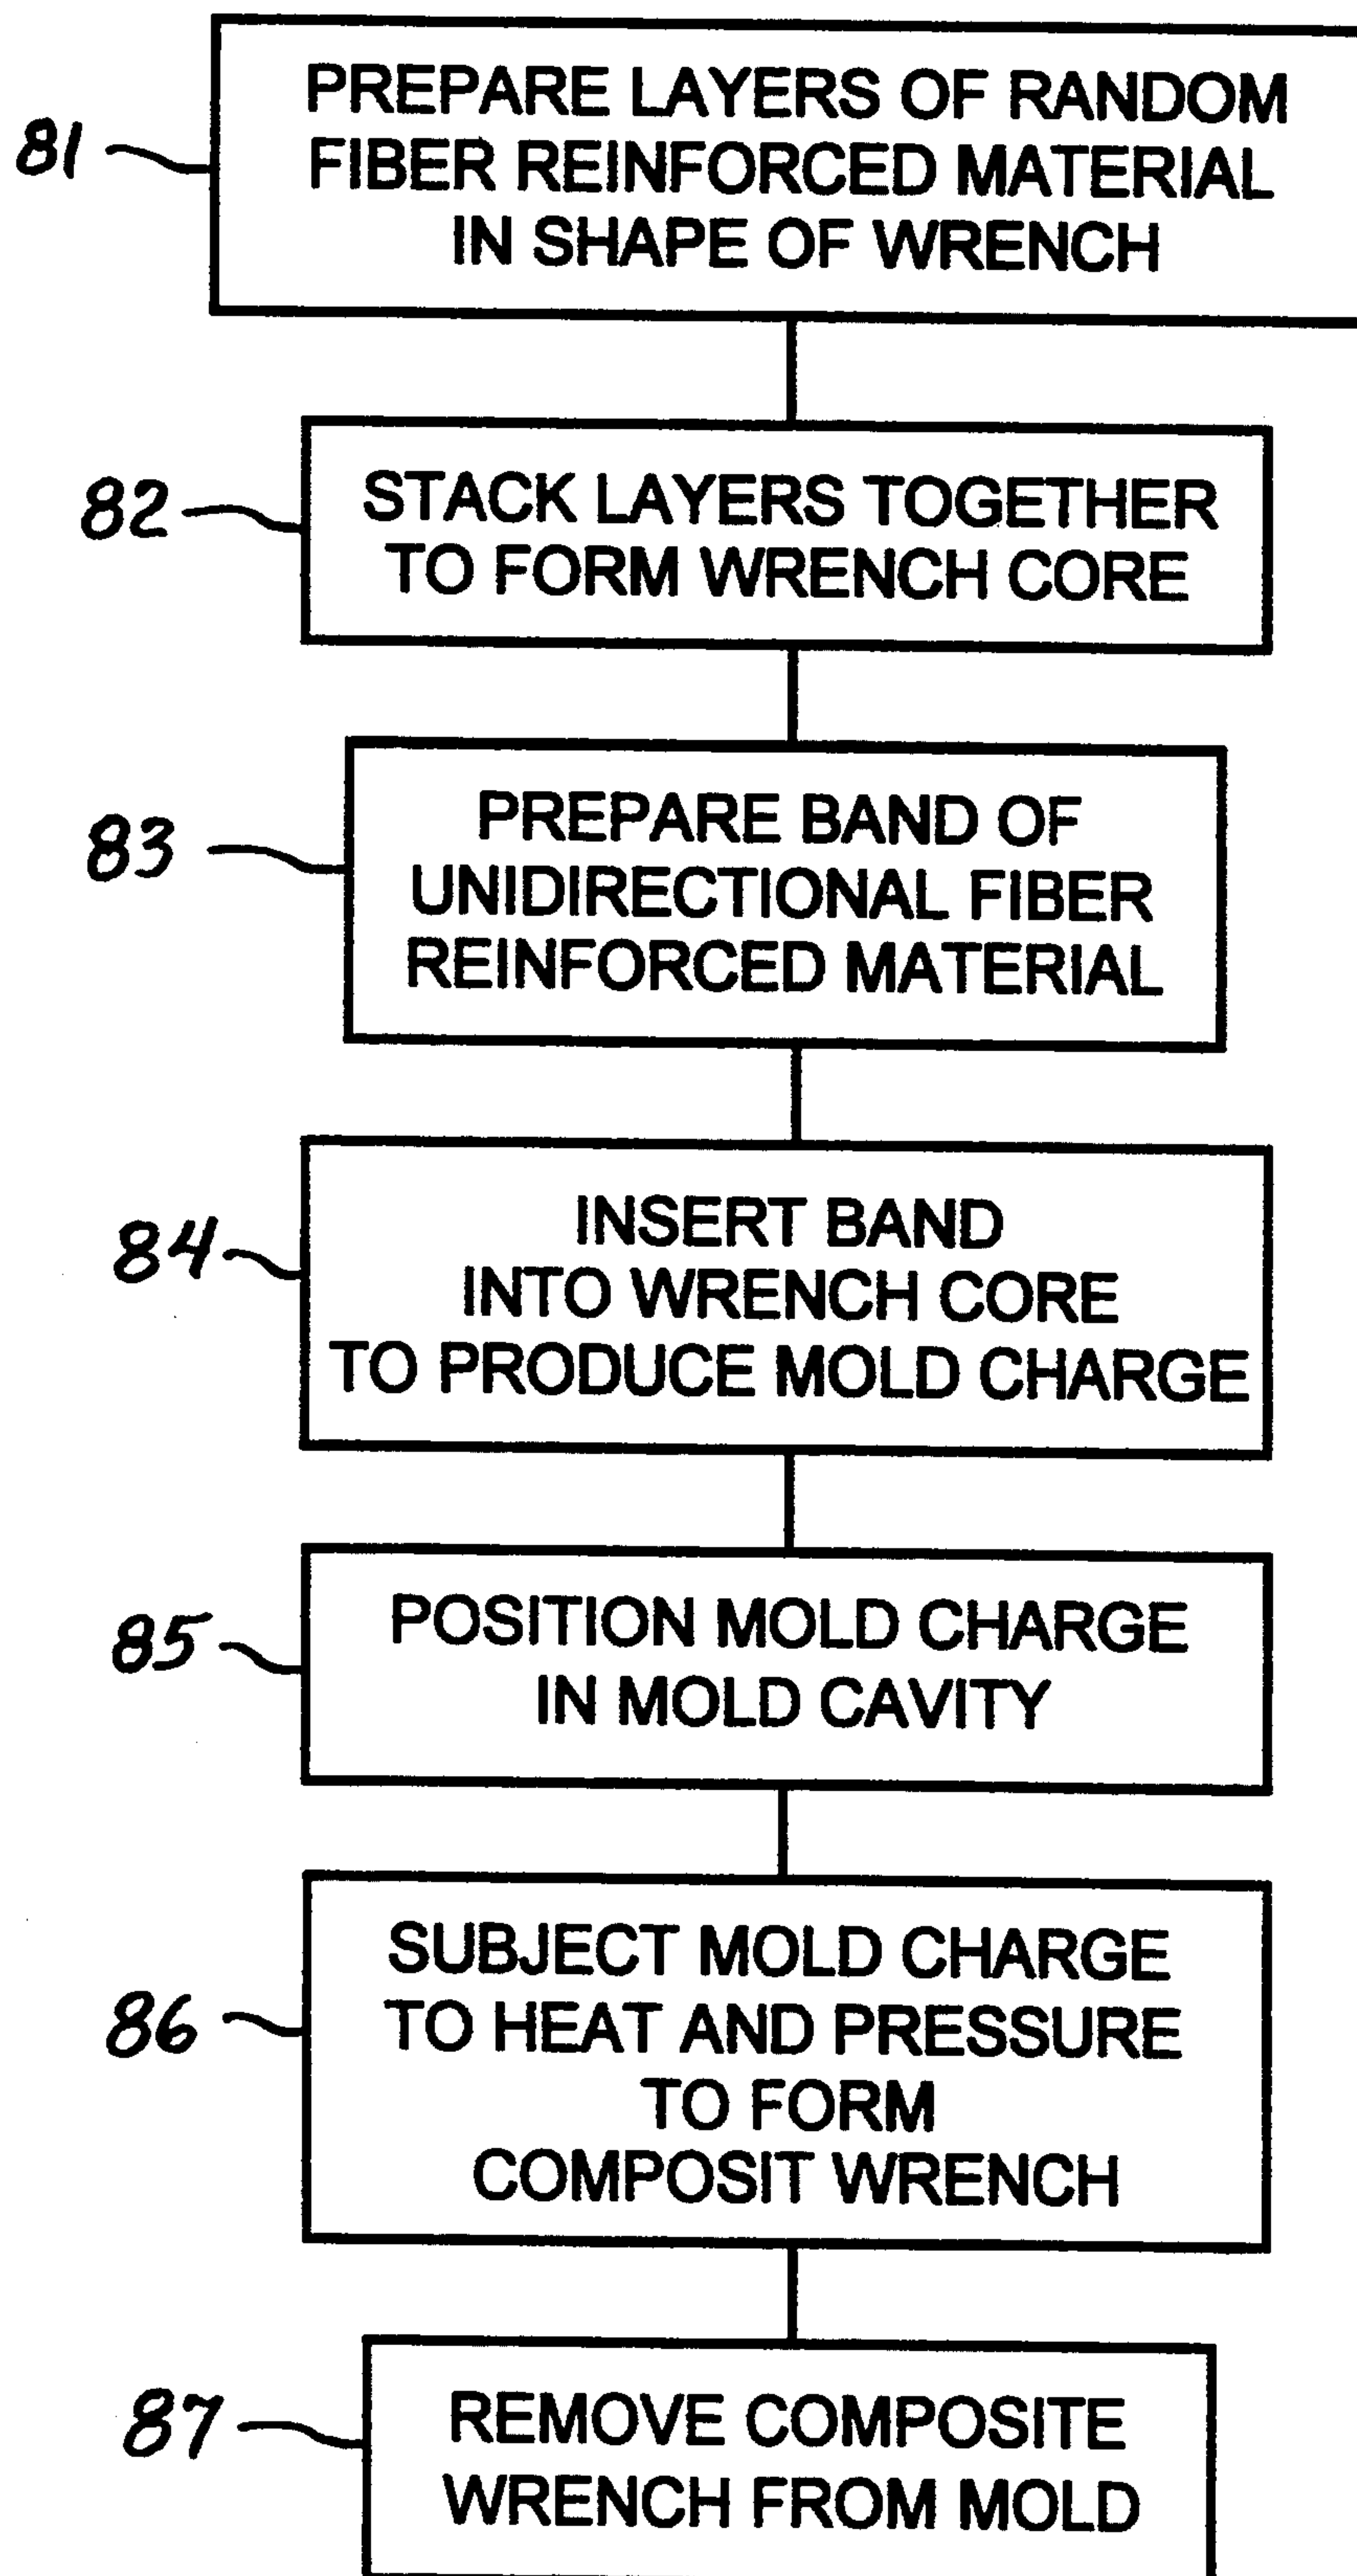 81
PREPARE LAYERS OF RANDOM
FIBER REINFORCED MATERIAL
IN SHAPE OF WRENCH
82
STACK LAYERS TOGETHER
TO FORM WRENCH CORE
83
PREPARE BAND OF
UNIDIRECTIONAL FIBER
REINFORCED MATERIAL
84
INSERT BAND
INTO WRENCH CORE
TO PRODUCE MOLD CHARGE
85
POSITION MOLD CHARGE
IN MOLD CAVITY
86
SUBJECT MOLD CHARGE
TO HEAT AND PRESSURE
TO FORM
COMPOSIT WRENCH
87
REMOVE COMPOSITE
WRENCH FROM MOLD